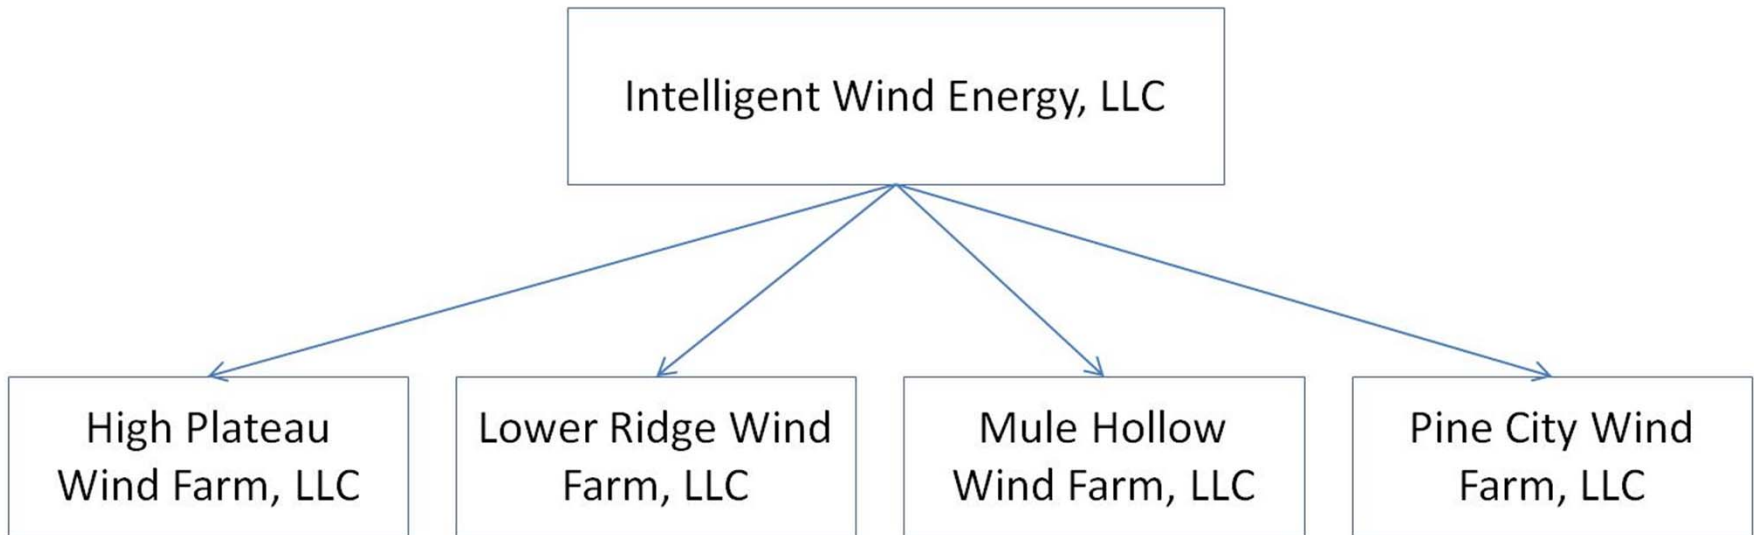 Intelligent Wind Energy, LLC
High Plateau
Wind Farm, LLC
Lower Ridge Wind
Farm, LLC
Mule Hollow
Wind Farm, LLC
Pine City Wind
Farm, LLC